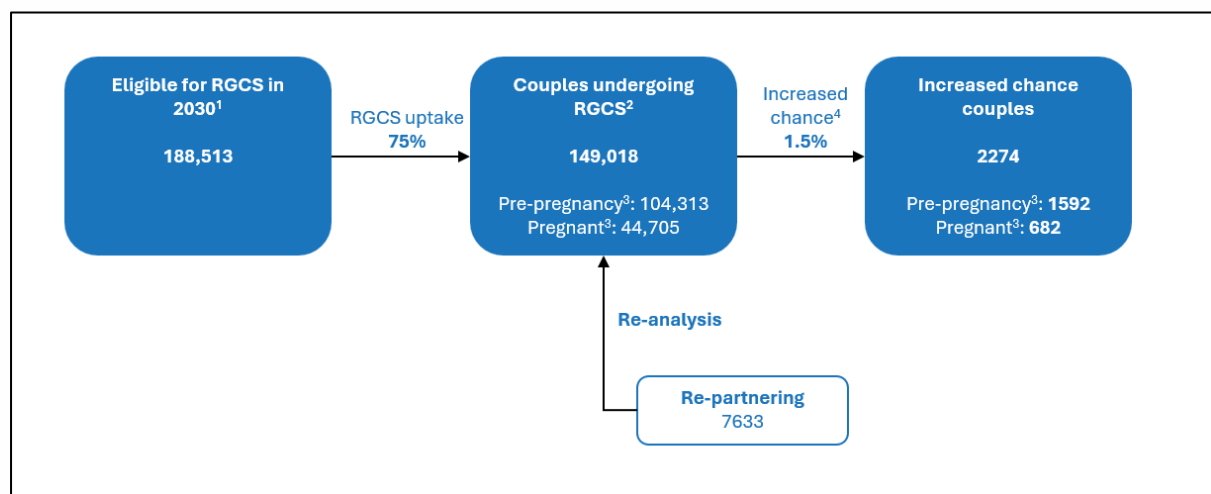 Eligible for RGCS in
2030¹
188,513
RGCS uptake
75%
Couples undergoing
RGCS²
149,018
Pre-pregnancy³: 104,313
Pregnant³: 44,705
Increased
chance⁴
1.5%
Increased chance
couples
2274
Pre-pregnancy³: 1592
Pregnant³: 682
Re-analysis
Re-partnering
7633